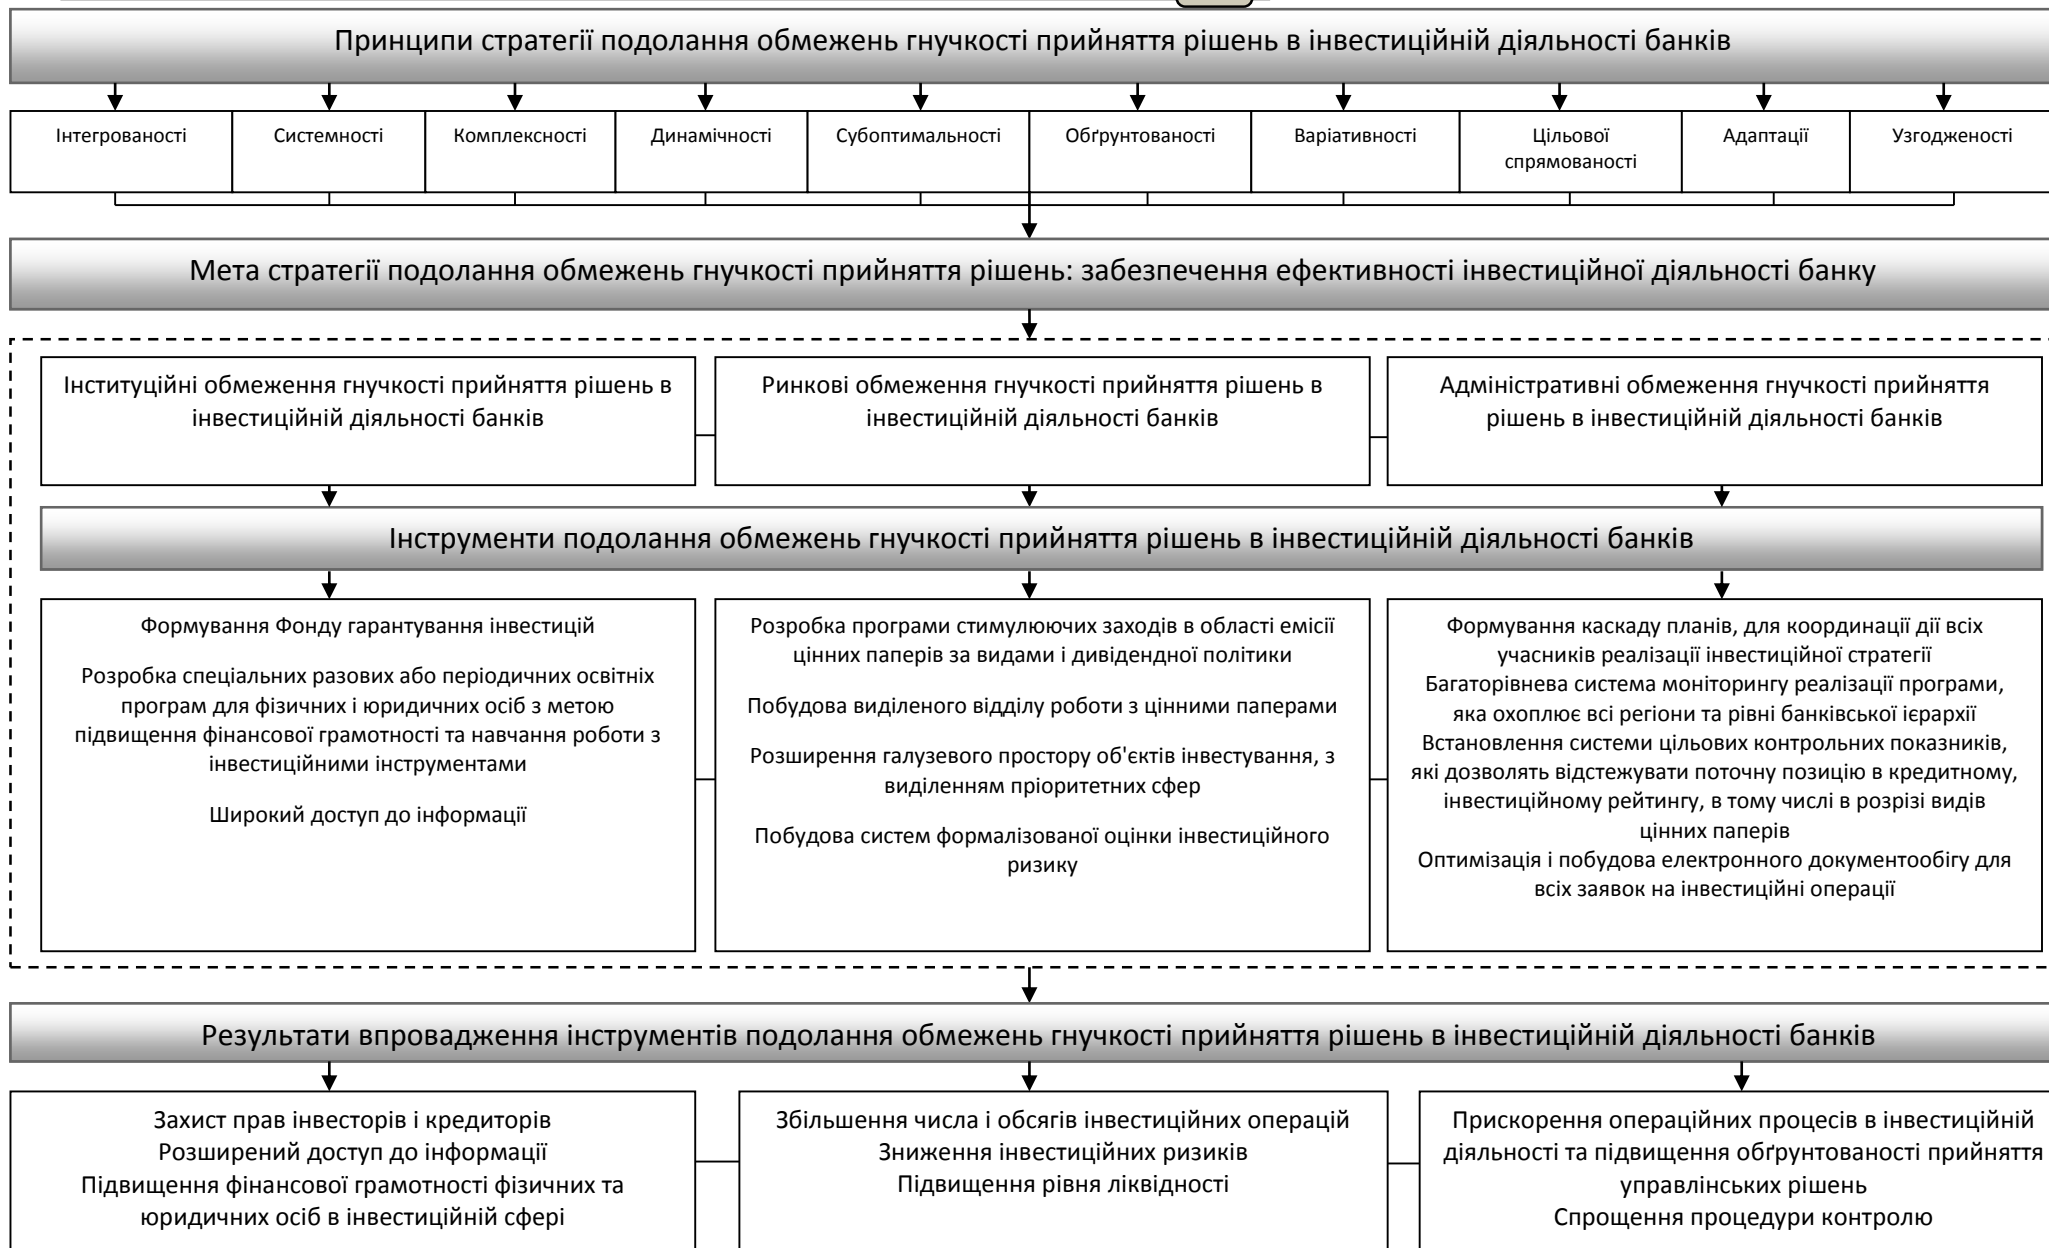 Принципи стратегії подолання обмежень гнучкості прийняття рішень в інвестиційній діяльності банків
Інтегрованості
Системності
Комплексності
Динамічності
Субоптимальності
Обґрунтованості
Варіативності
Цільової
спрямованості
Адаптації
Узгодженості
Мета стратегії подолання обмежень гнучкості прийняття рішень: забезпечення ефективності інвестиційної діяльності банку
Інституційні обмеження гнучкості прийняття рішень в
інвестиційній діяльності банків
Ринкові обмеження гнучкості прийняття рішень в
інвестиційній діяльності банків
Адміністративні обмеження гнучкості прийняття
рішень в інвестиційній діяльності банків
Інструменти подолання обмежень гнучкості прийняття рішень в інвестиційній діяльності банків
Формування Фонду гарантування інвестицій
Розробка спеціальних разових або періодичних освітніх
програм для фізичних і юридичних осіб з метою
підвищення фінансової грамотності та навчання роботи з
інвестиційними інструментами
Широкий доступ до інформації
Розробка програми стимулюючих заходів в області емісії
цінних паперів за видами і дивідендної політики
Побудова виділеного відділу роботи з цінними паперами
Розширення галузевого простору об'єктів інвестування, з
виділенням пріоритетних сфер
Побудова систем формалізованої оцінки інвестиційного
ризику
Формування каскаду планів, для координації дії всіх
учасників реалізації інвестиційної стратегії
Багаторівнева система моніторингу реалізації програми,
яка охоплює всі регіони та рівні банківської ієрархії
Встановлення системи цільових контрольних показників,
які дозволять відстежувати поточну позицію в кредитному,
інвестиційному рейтингу, в тому числі в розрізі видів
цінних паперів
Оптимізація і побудова електронного документообігу для
всіх заявок на інвестиційні операції
Результати впровадження інструментів подолання обмежень гнучкості прийняття рішень в інвестиційній діяльності банків
Захист прав інвесторів і кредиторів
Розширений доступ до інформації
Підвищення фінансової грамотності фізичних та
юридичних осіб в інвестиційній сфері
Збільшення числа і обсягів інвестиційних операцій
Зниження інвестиційних ризиків
Підвищення рівня ліквідності
Прискорення операційних процесів в інвестиційній
діяльності та підвищення обґрунтованості прийняття
управлінських рішень
Спрощення процедури контролю